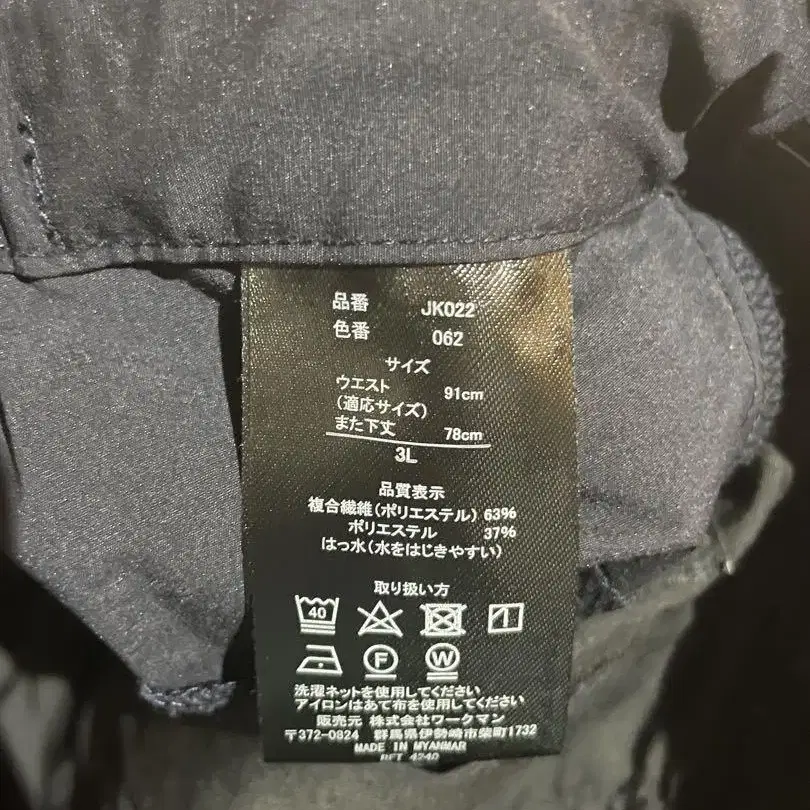 品番 JK022
色番 062
サイズ
ウエスト 91cm
(適応サイズ)
また下丈 78cm
3L
品質表示
複合繊維(ポリエステル) 63%
ポリエステル 37%
はっ水(水をはじきやすい)
取り扱い方
40
F W
洗濯ネットを使用してください
アイロンはあて布を使用してください
販売元 株式会社ワークマン
〒372-0824 群馬県伊勢崎市柴町1732
MADE IN MYANMAR